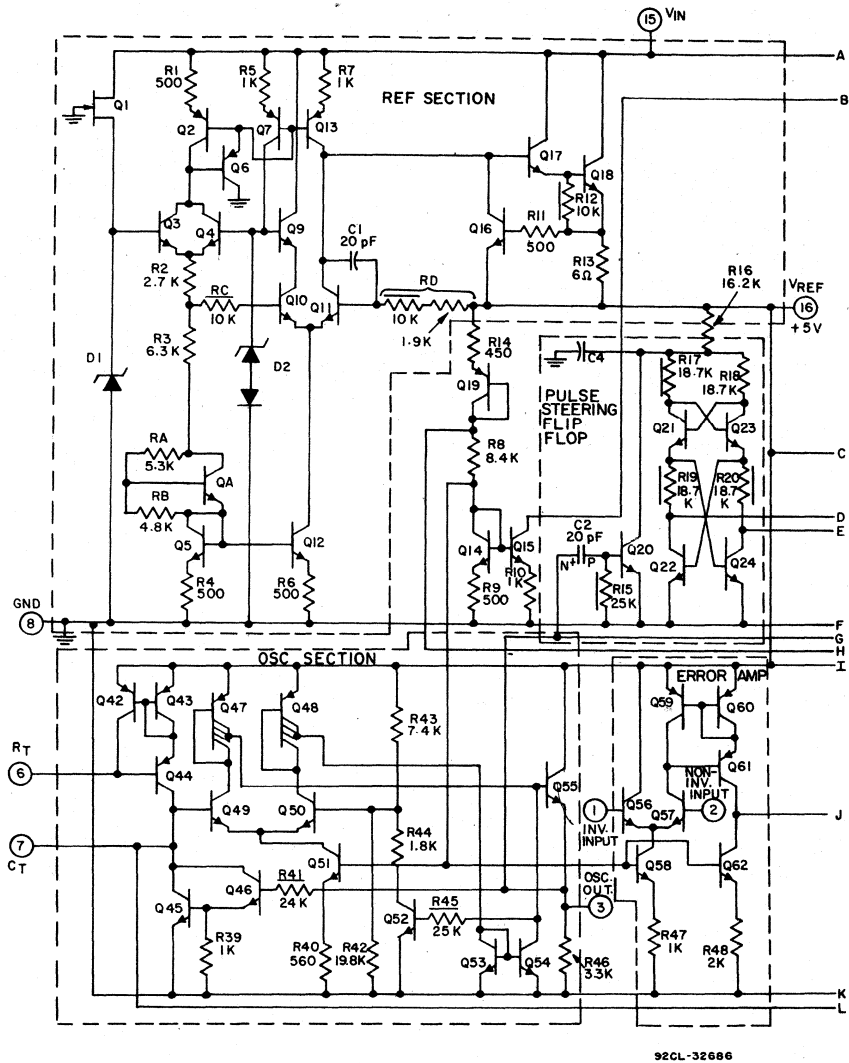 15 VIN
A
R1 500
R5 1K
R7 1K
B
REF SECTION
Q1
Q2
Q7
Q13
Q6
Q17
Q18
R12 10K
Q3
Q4
Q9
C1 20 pF
Q16
R11 500
R13 6Ω
R16 16.2K
R2 2.7 K
RC 10K
Q10
Q11
RD
10K
1.9K
VREF 16 +5V
R3 6.3 K
D1
D2
R14 450
C4
R17 18.7K
R18 18.7K
Q19
PULSE STEERING FLIP FLOP
Q21
Q23
RA 5.3K
R8 8.4K
C
QA
R19 18.7 K
R20 18.7 K
RB 4.8K
D
E
Q5
Q12
Q14
Q15
C2 20 pF
N+
P
Q20
Q22
Q24
R4 500
R6 500
R9 500
R10 1K
R15 25K
GND 8
F
G
H
I
OSC SECTION
ERROR AMP
Q42
Q43
Q47
Q48
R43 7.4K
Q59
Q60
RT 6
Q44
Q55
Q61
NON-INV. INPUT 2
Q49
Q50
1 INV. INPUT
Q56
Q57
J
7 CT
R44 1.8K
Q51
Q58
Q62
Q46
R41 24K
OSC. OUT. 3
Q45
Q52
R45 25K
R39 1K
R40 560
R42 19.8K
Q53
Q54
R46 3.3K
R47 1K
R48 2K
K
L
92CL-32686